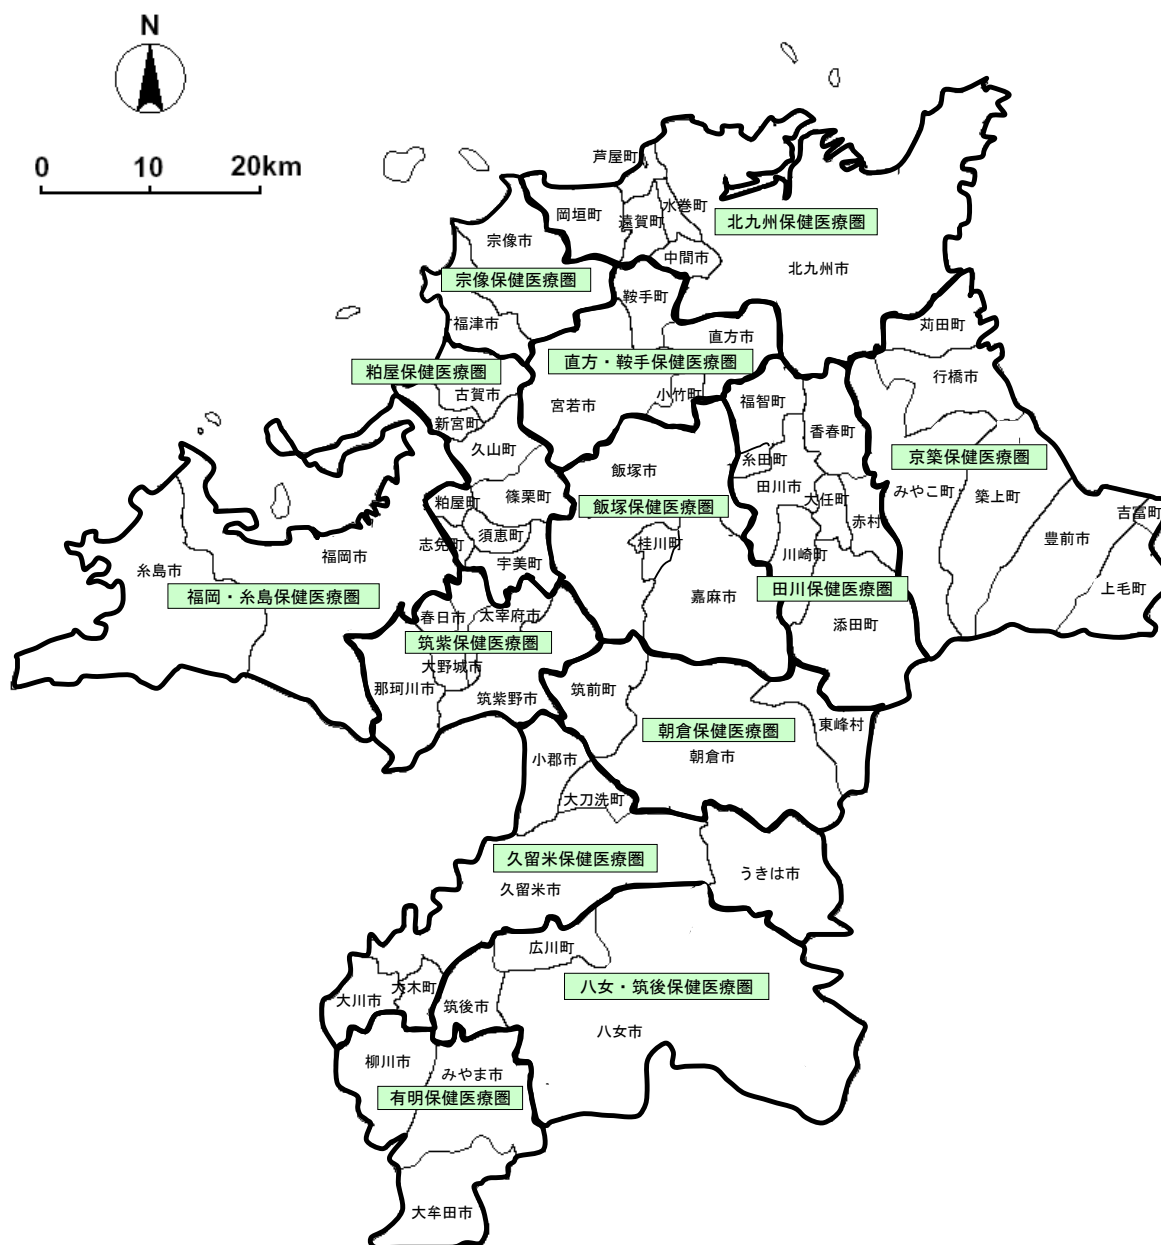 N
0 10 20km
芦屋町
水巻町
岡垣町
遠賀町
北九州保健医療圏
宗像市
中間市
北九州市
宗像保健医療圏
鞍手町
福津市
苅田町
直方市
直方・鞍手保健医療圏
粕屋保健医療圏
行橋市
古賀市
小竹町
宮若市
福智町
新宮町
香春町
久山町
京築保健医療圏
糸田町
飯塚市
田川市
みやこ町
築上町
粕屋町
篠栗町
大任町
飯塚保健医療圏
吉富町
赤村
須恵町
志免町
桂川町
豊前市
川崎町
福岡市
宇美町
糸島市
田川保健医療圏
上毛町
福岡・糸島保健医療圏
嘉麻市
春日市
太宰府市
添田町
筑紫保健医療圏
大野城市
那珂川市
筑前町
筑紫野市
東峰村
朝倉保健医療圏
朝倉市
小郡市
大刀洗町
久留米保健医療圏
うきは市
久留米市
広川町
八女・筑後保健医療圏
大木町
大川市
筑後市
八女市
柳川市
みやま市
有明保健医療圏
大牟田市